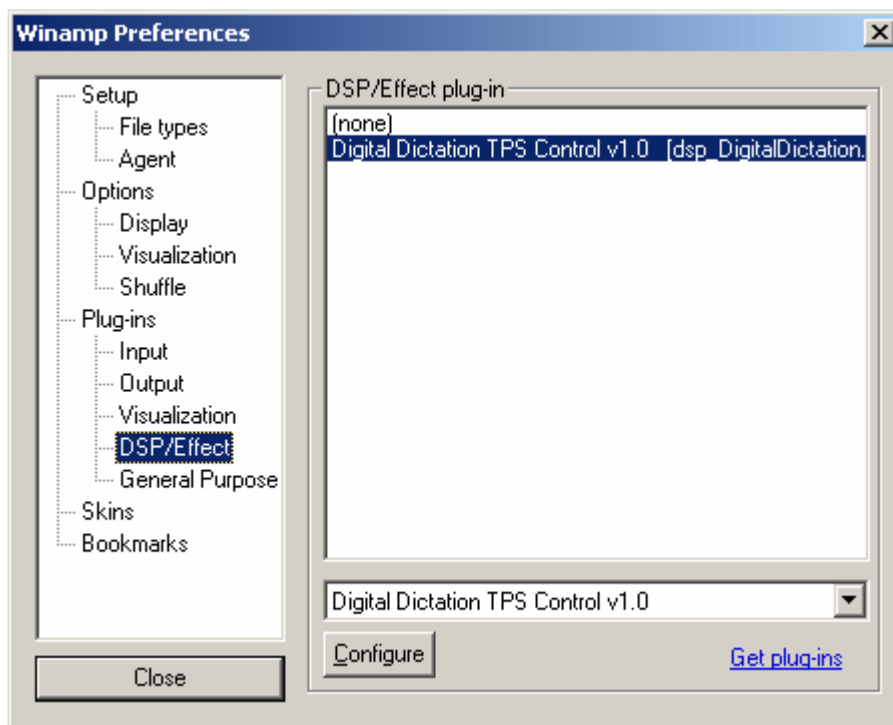 Winamp Preferences
Setup
File types
Agent
Options
Display
Visualization
Shuffle
Plug-ins
Input
Output
Visualization
DSP/Effect
General Purpose
Skins
Bookmarks
Close
DSP/Effect plug-in
(none)
Digital Dictation TPS Control v1.0 [dsp_DigitalDictation.
Digital Dictation TPS Control v1.0
Configure
Get plug-ins